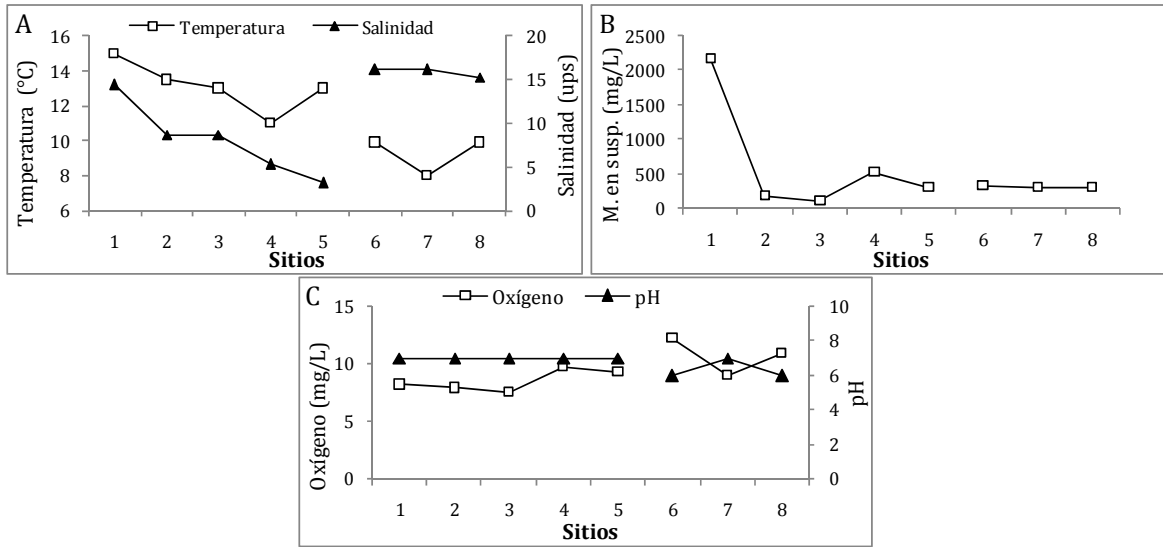 A
Temperatura
Salinidad
Temperatura (°C)
16
14
12
10
8
6
20
15
10
5
0
Salinidad (ups)
1 2 3 4 5 6 7 8
Sitios
B
M. en susp. (mg/L)
2500
2000
1500
1000
500
0
1 2 3 4 5 6 7 8
Sitios
C
Oxígeno
pH
Oxígeno (mg/L)
15
10
5
0
10
8
6
4
2
0
pH
1 2 3 4 5 6 7 8
Sitios